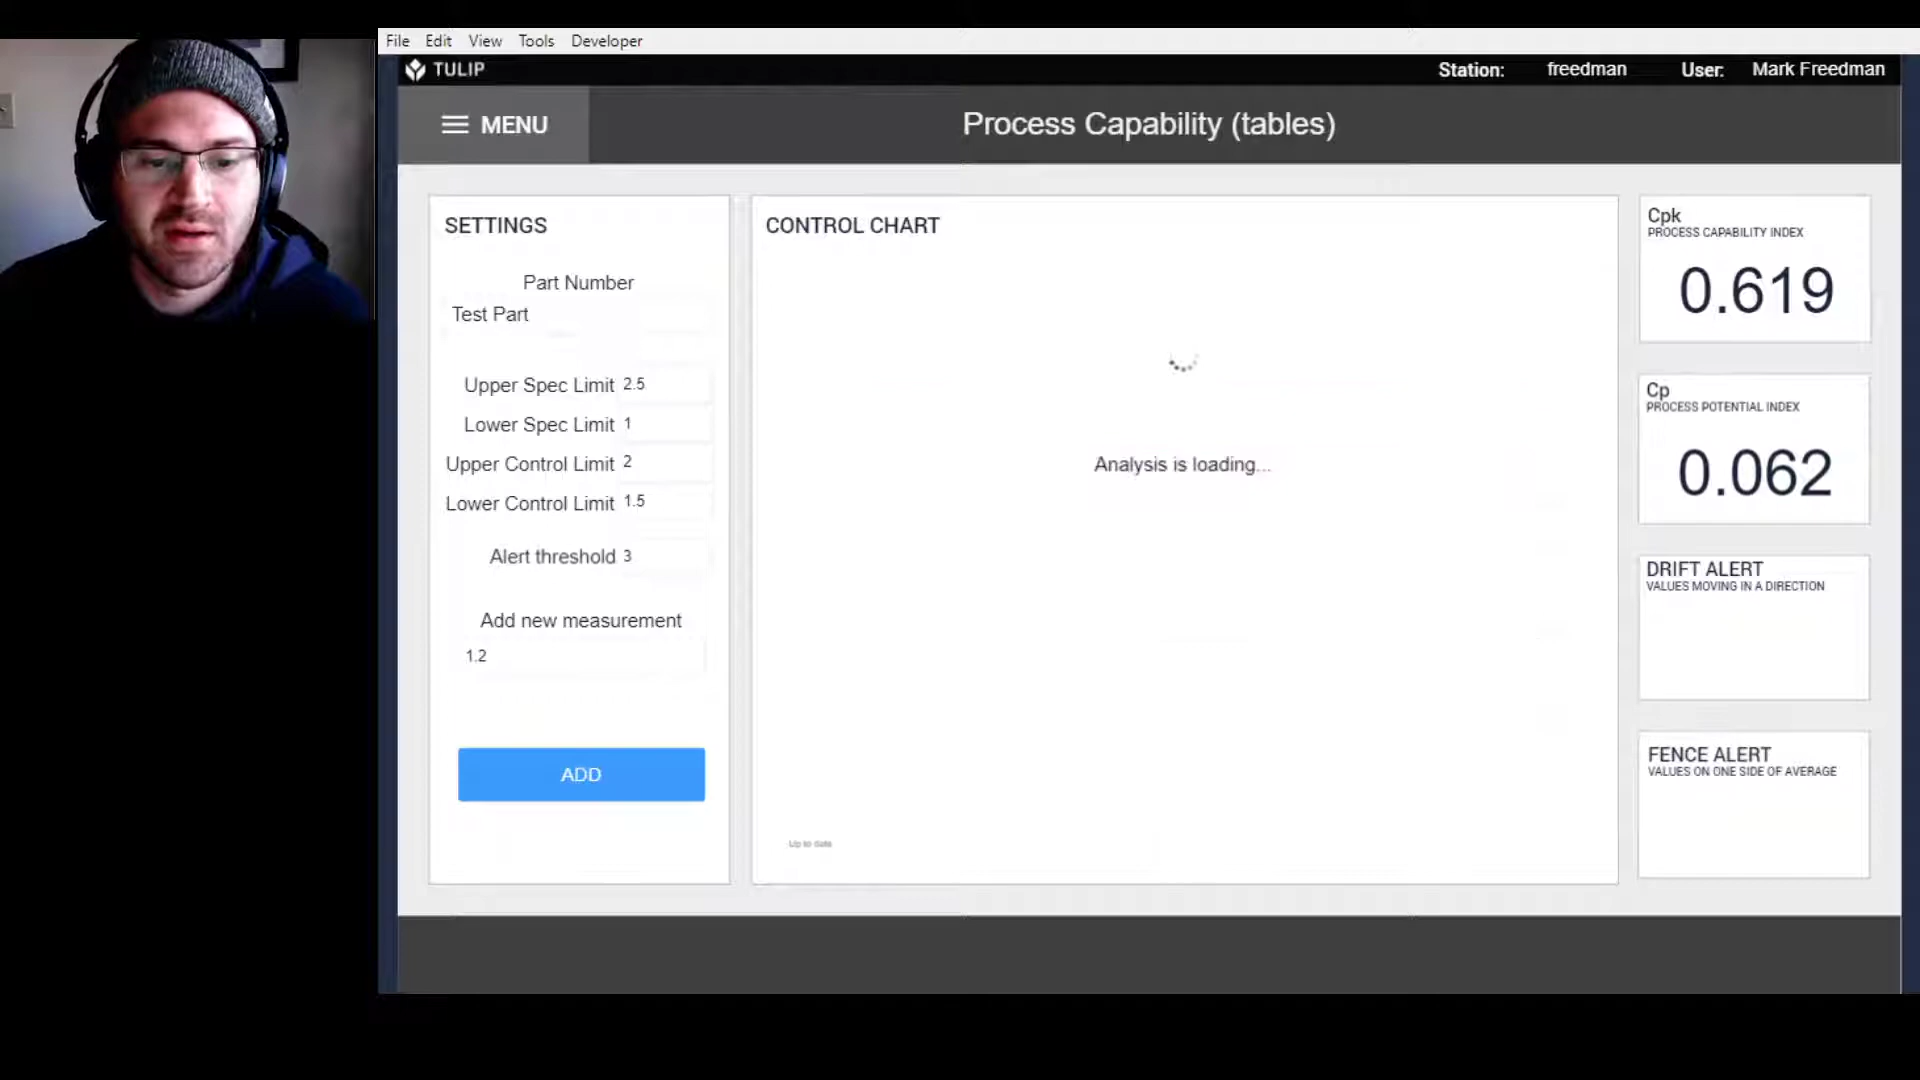 File Edit View Tools Developer
TULIP
Station: freedman User: Mark Freedman
MENU
Process Capability (tables)
SETTINGS
Part Number
Test Part
Upper Spec Limit 2.5
Lower Spec Limit 1
Upper Control Limit 2
Lower Control Limit 1.5
Alert threshold 3
Add new measurement
1.2
ADD
CONTROL CHART
Analysis is loading...
Up to date
Cpk
PROCESS CAPABILITY INDEX
0.619
Cp
PROCESS POTENTIAL INDEX
0.062
DRIFT ALERT
VALUES MOVING IN A DIRECTION
FENCE ALERT
VALUES ON ONE SIDE OF AVERAGE